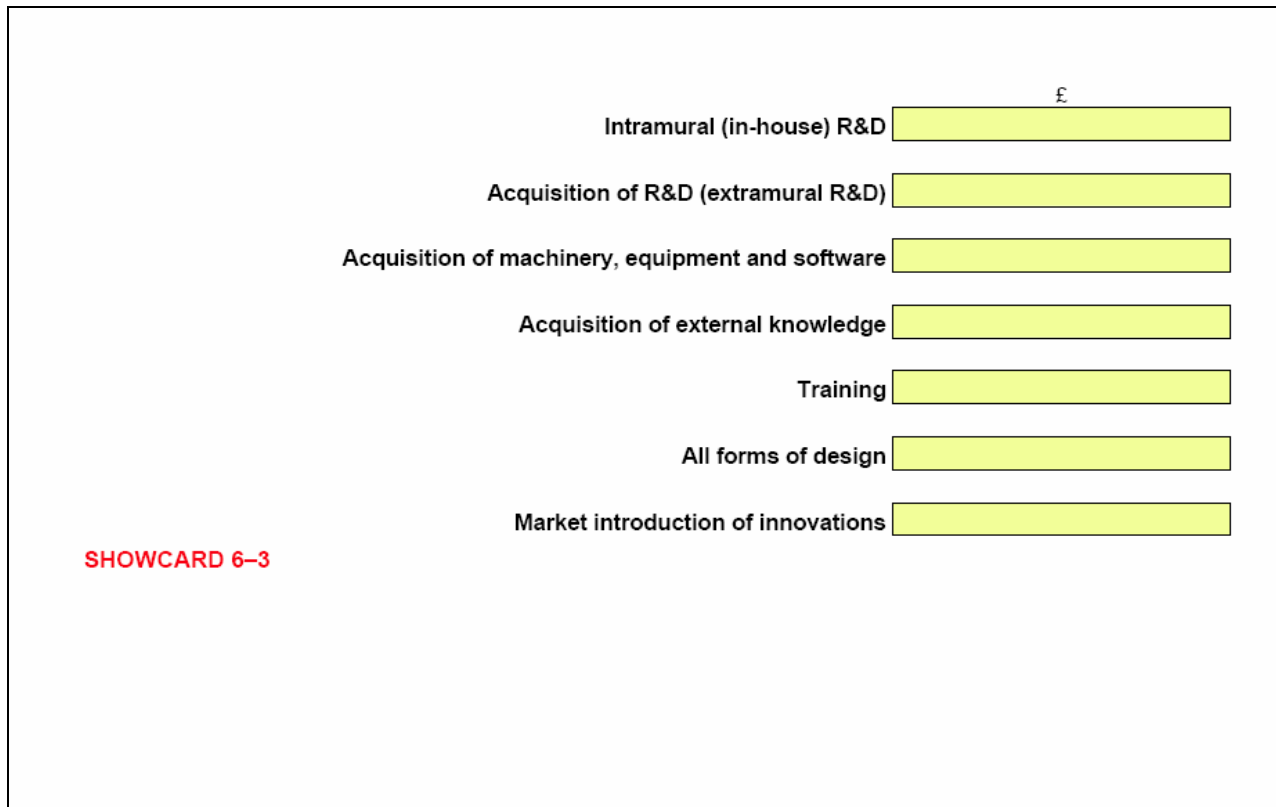 £
Intramural (in-house) R&D
Acquisition of R&D (extramural R&D)
Acquisition of machinery, equipment and software
Acquisition of external knowledge
Training
All forms of design
Market introduction of innovations
SHOWCARD 6–3